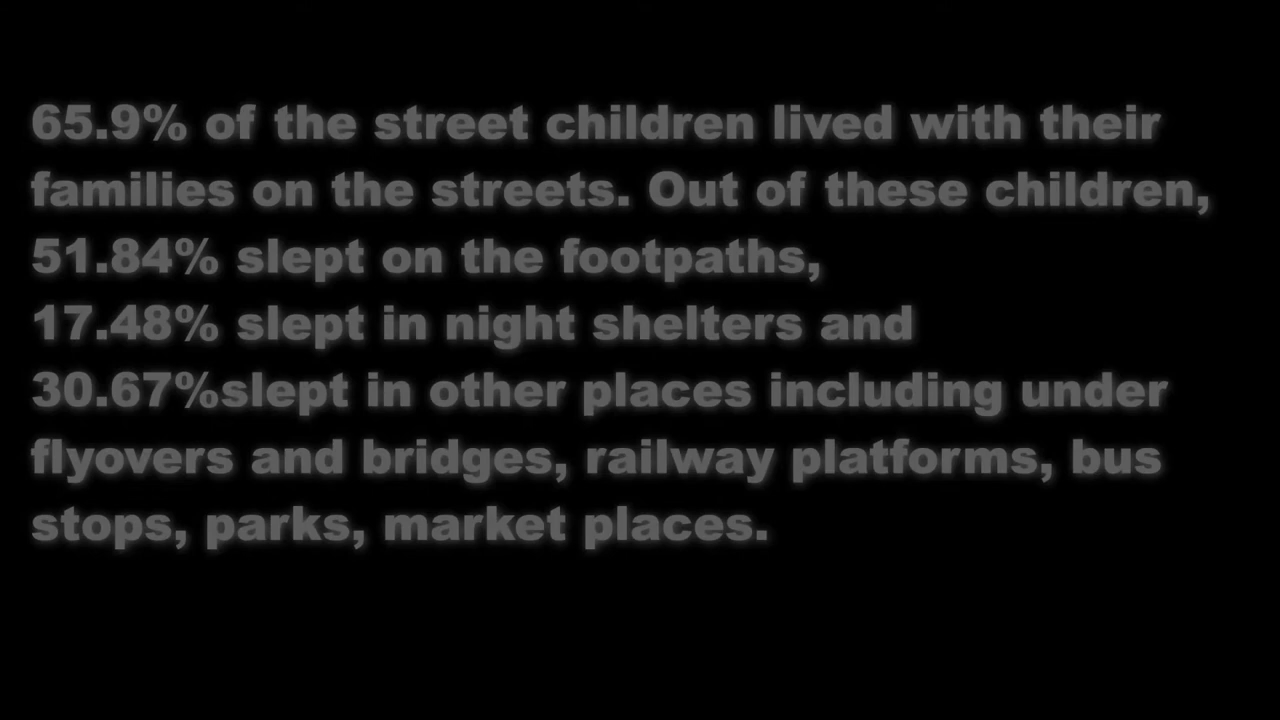 65.9% of the street children lived with their
families on the streets. Out of these children,
51.84% slept on the footpaths,
17.48% slept in night shelters and
30.67%slept in other places including under
flyovers and bridges, railway platforms, bus
stops, parks, market places.